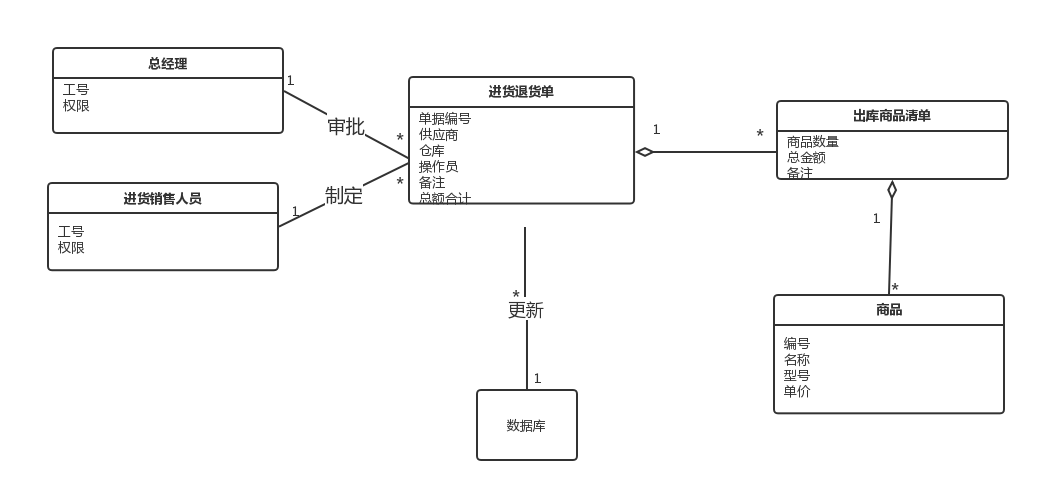 总经理
工号
权限
1
审批
*
进货销售人员
工号
权限
1
制定
*
进货退货单
单据编号
供应商
仓库
操作员
备注
总额合计
1
*
出库商品清单
商品数量
总金额
备注
1
*
商品
编号
名称
型号
单价
*
更新
1
数据库